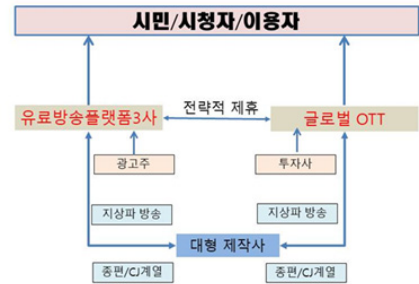 시민/시청자/이용자
전략적 제휴
유료방송플랫폼3사
글로벌 OTT
광고주
투자사
지상파 방송
지상파 방송
대형 제작사
종편/CJ계열
종편/CJ계열